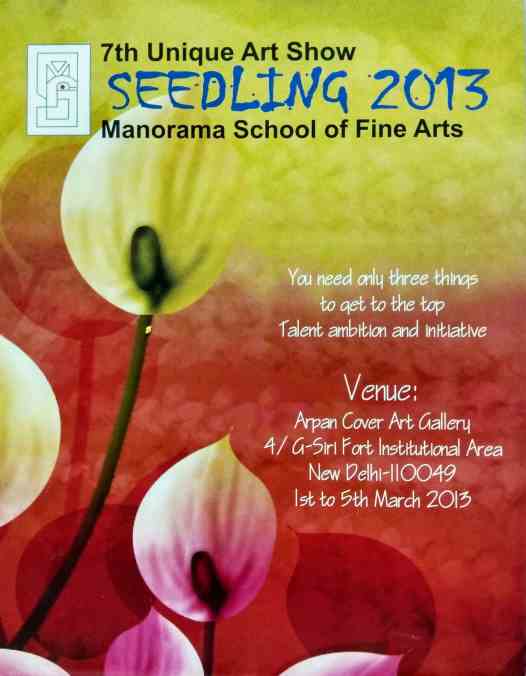 7th Unique Art Show
SEEDLING 2013
Manorama School of Fine Arts
You need only three things
to get to the top
Talent ambition and initiative
Venue:
Arpan Cover Art Gallery
4/ G-Siri Fort Institutional Area
New Delhi-110049
1st to 5th March 2013